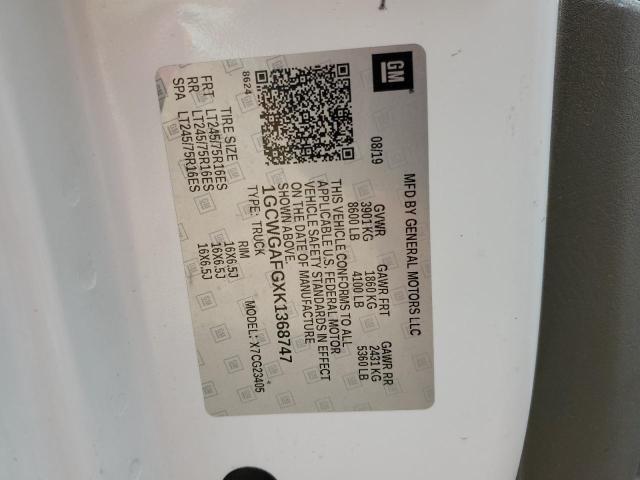 GM
MFD BY GENERAL MOTORS LLC
08/19 GVWR GAWR FRT GAWR RR
3901 KG 1860 KG 2431 KG
8600 LB 4100 LB 5360 LB
THIS VEHICLE CONFORMS TO ALL
APPLICABLE U.S. FEDERAL MOTOR
VEHICLE SAFETY STANDARDS IN EFFECT
ON THE DATE OF MANUFACTURE
SHOWN ABOVE.
1GCWGAFGXK1368747
8624 TYPE: TRUCK MODEL: X7CG23405
TIRE SIZE RIM
FRT LT245/75R16ES 16X6.5J
RR LT245/75R16ES 16X6.5J
SPA LT245/75R16ES 16X6.5J